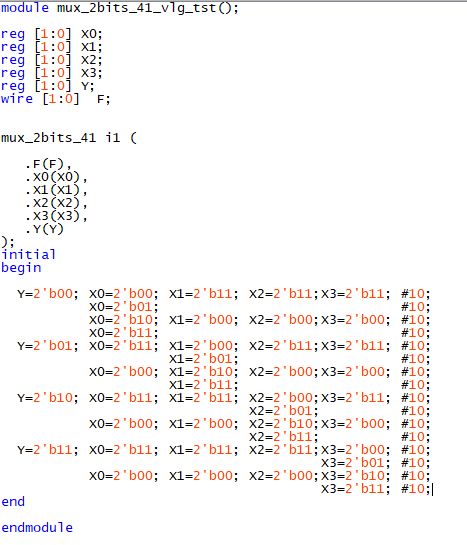 module mux_2bits_41_vlg_tst();
reg [1:0] X0;
reg [1:0] X1;
reg [1:0] X2;
reg [1:0] X3;
reg [1:0] Y;
wire [1:0]  F;
mux_2bits_41 i1 (
.F(F),
.X0(X0),
.X1(X1),
.X2(X2),
.X3(X3),
.Y(Y)
);
initial
begin
Y=2'b00; X0=2'b00; X1=2'b11; X2=2'b11;X3=2'b11; #10;
X0=2'b01; #10;
X0=2'b10; X1=2'b00; X2=2'b00;X3=2'b00; #10;
X0=2'b11; #10;
Y=2'b01; X0=2'b11; X1=2'b00; X2=2'b11;X3=2'b11; #10;
X1=2'b01; #10;
X0=2'b00; X1=2'b10; X2=2'b00;X3=2'b00; #10;
X1=2'b11; #10;
Y=2'b10; X0=2'b11; X1=2'b11; X2=2'b00;X3=2'b11; #10;
X2=2'b01; #10;
X0=2'b00; X1=2'b00; X2=2'b10;X3=2'b00; #10;
X2=2'b11; #10;
Y=2'b11; X0=2'b11; X1=2'b11; X2=2'b11;X3=2'b00; #10;
X3=2'b01; #10;
X0=2'b00; X1=2'b00; X2=2'b00;X3=2'b10; #10;
X3=2'b11; #10;
end
endmodule